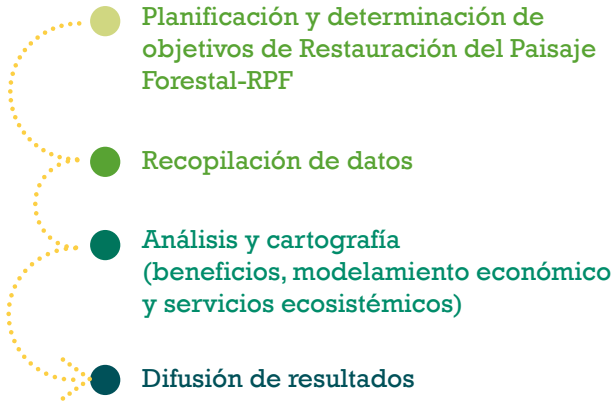 Planificación y determinación de
objetivos de Restauración del Paisaje
Forestal-RPF
Recopilación de datos
Análisis y cartografía
(beneficios, modelamiento económico
y servicios ecosistémicos)
Difusión de resultados